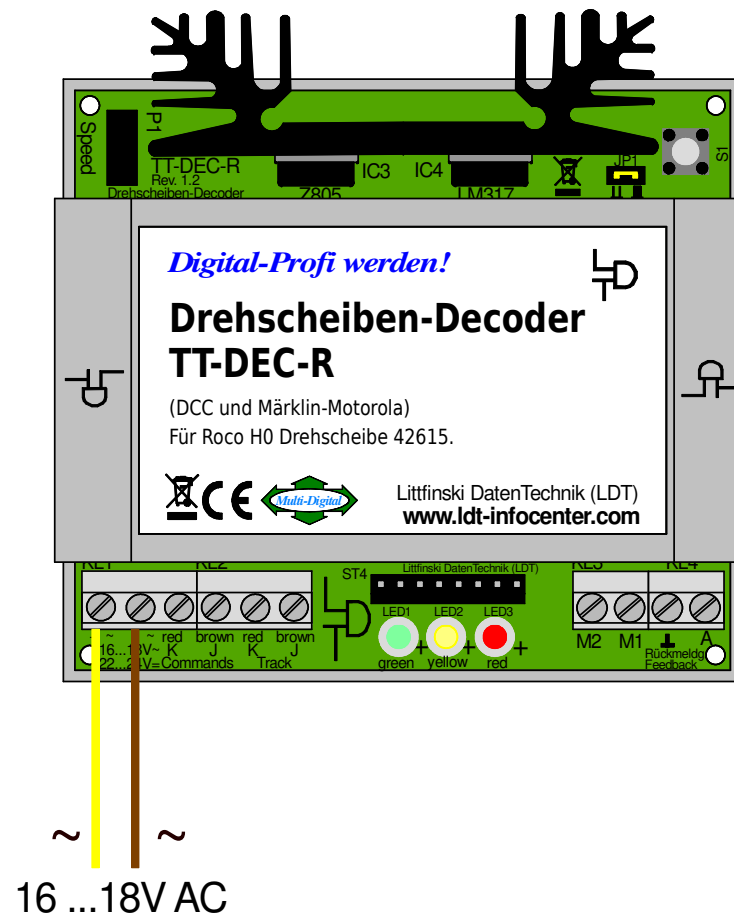 Speed
P1
TT-DEC-R
Rev. 1.2
Drehscheiben-Decoder
IC3
IC4
Z805
LM317
JP1
S1
Digital-Profi werden!
Drehscheiben-Decoder
TT-DEC-R
(DCC und Märklin-Motorola)
Für Roco H0 Drehscheibe 42615.
CE
Multi-Digital
Littfinski DatenTechnik (LDT)
www.ldt-infocenter.com
KL1
KL2
ST4
Littfinski DatenTechnik (LDT)
KL3
KL4
~ ~ red brown red brown
16...18V~ K J K J
22...24V= Commands Track
LED1 LED2 LED3
+ + +
green yellow red
M2 M1 A
Rückmeldg.
Feedback
~ ~
16 ...18V AC